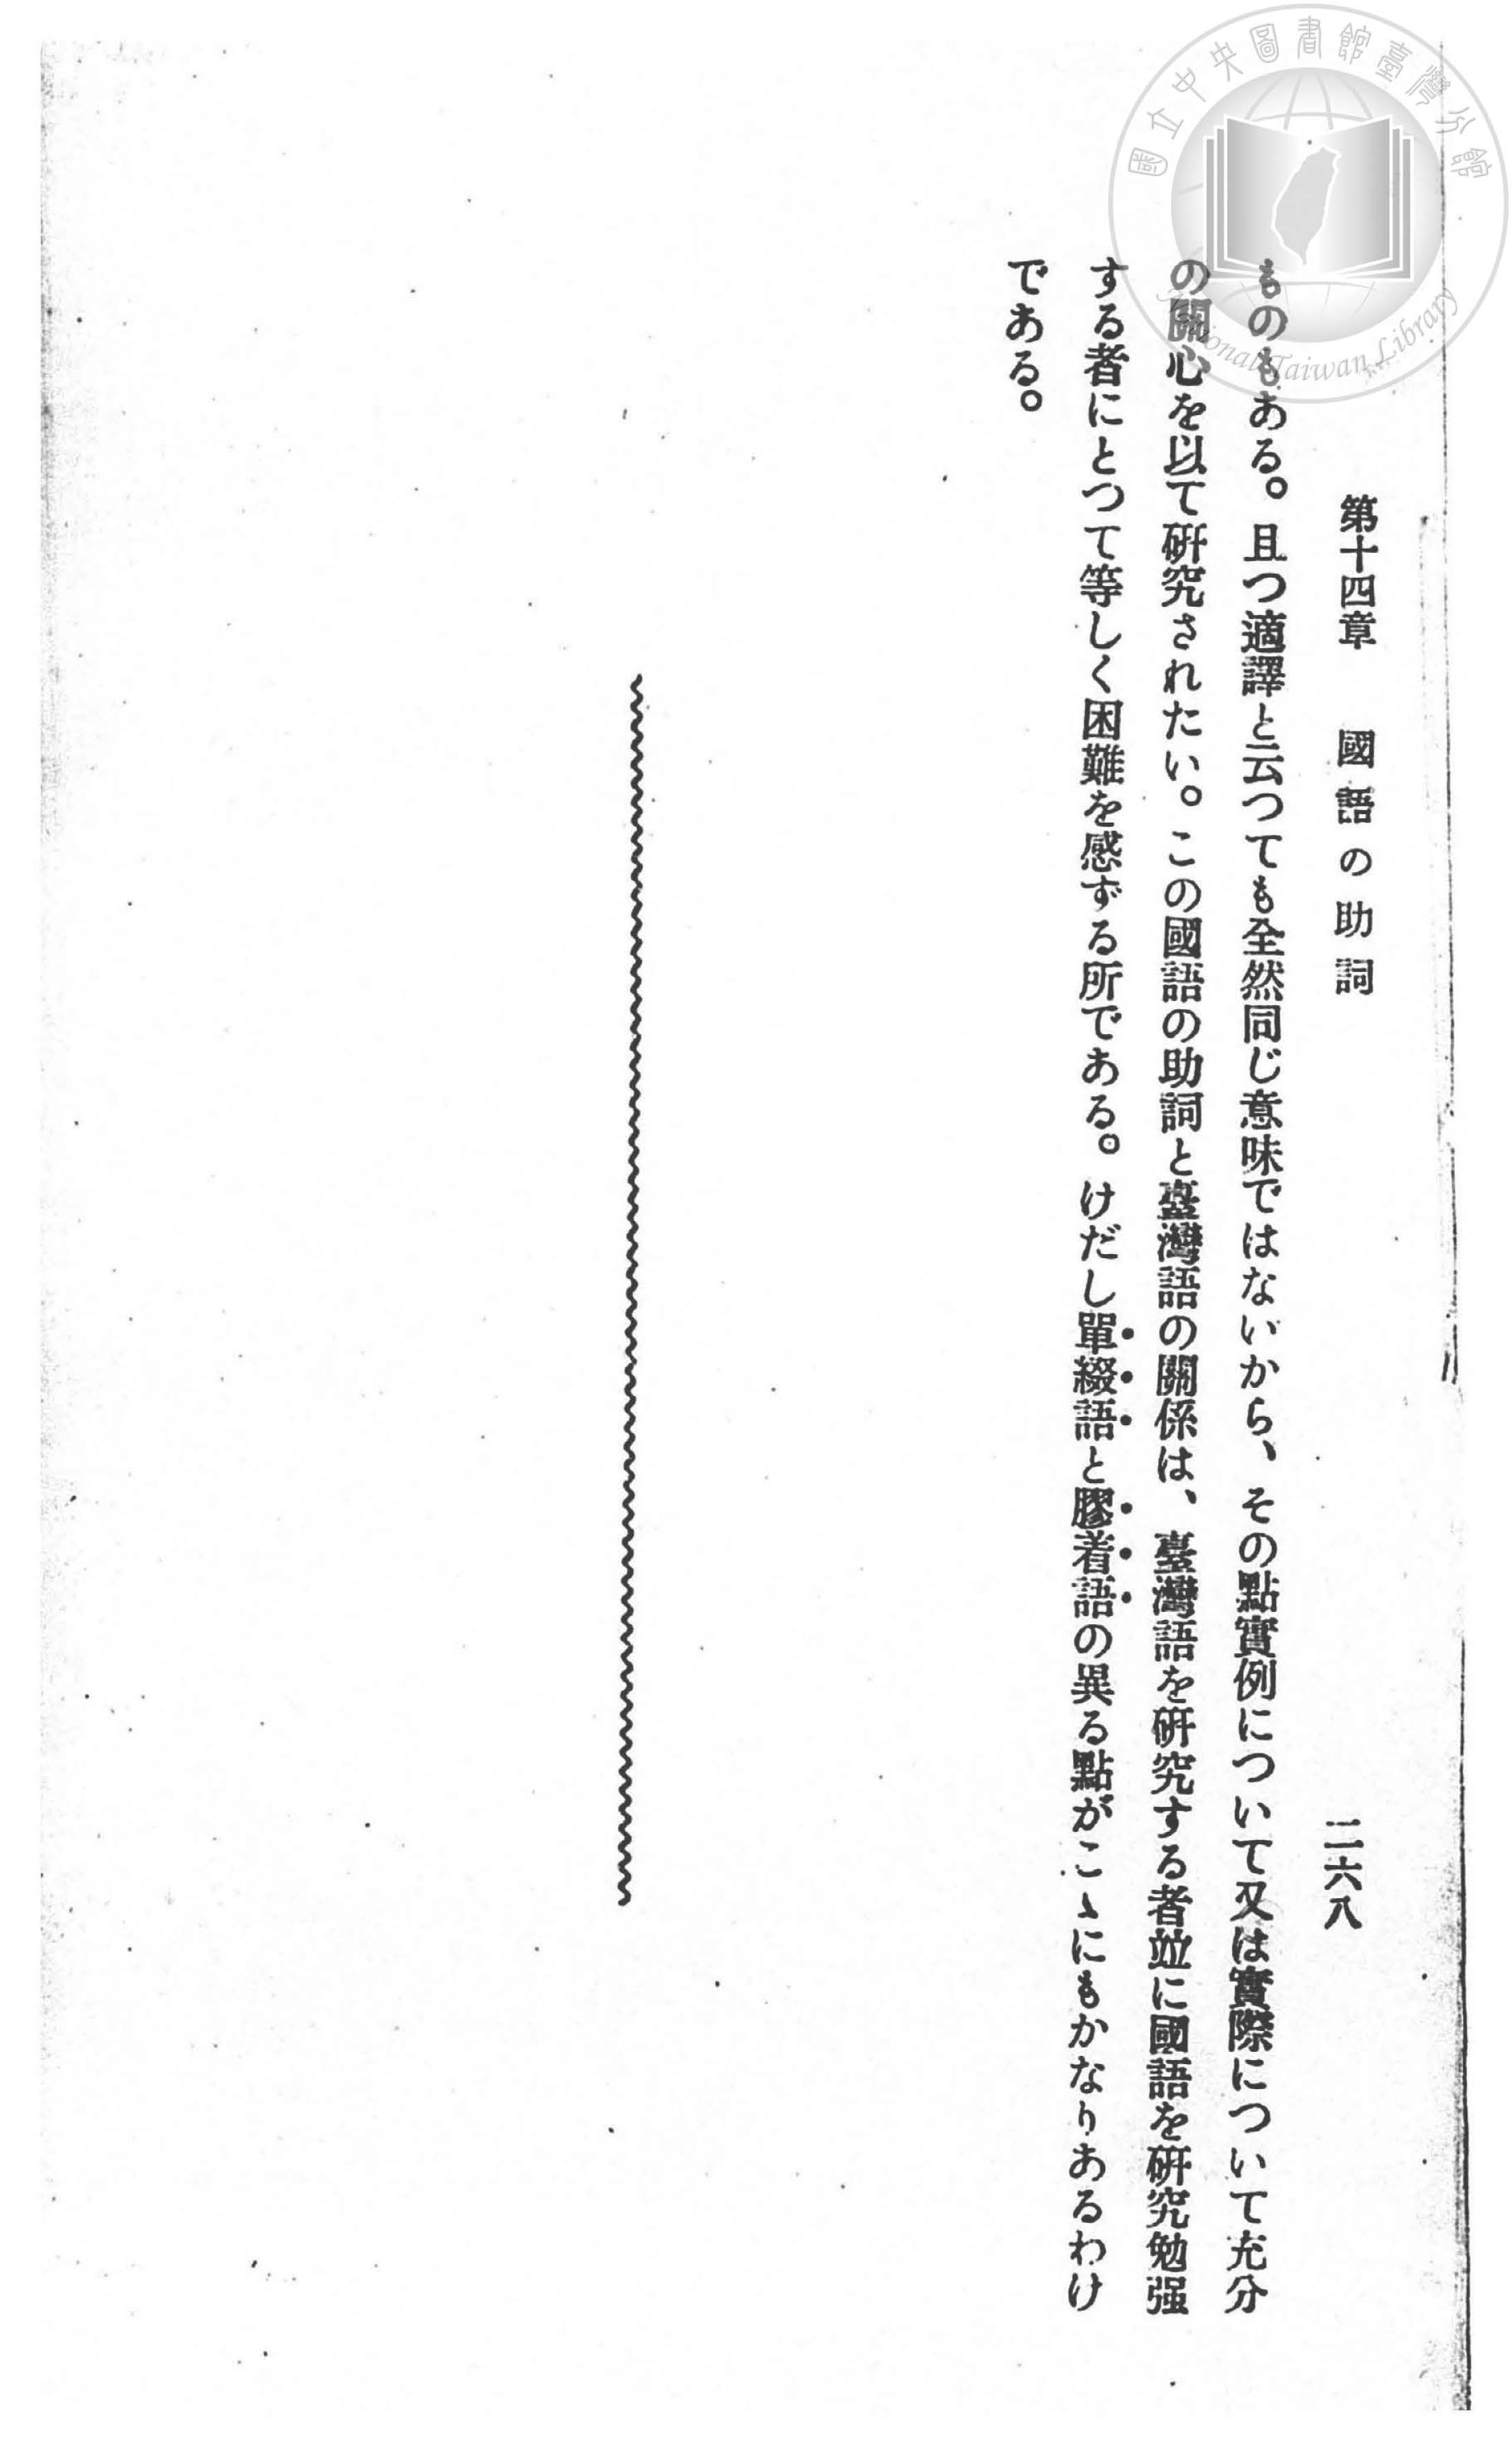 國立中央圖書館臺灣分館
National Taiwan Library
第十四章 國語の助詞 二六八
ものもある。且つ適譯と云つても全然同じ意味ではないから、その點實例について又は實際について充分
の關心を以て硏究されたい。この國語の助詞と臺灣語の關係は、臺灣語を硏究する者並に國語を硏究勉强
する者にとつて等しく困難を感ずる所である。けだし單綴語と膠着語の異る點がこゝにもかなりあるわけ
である。